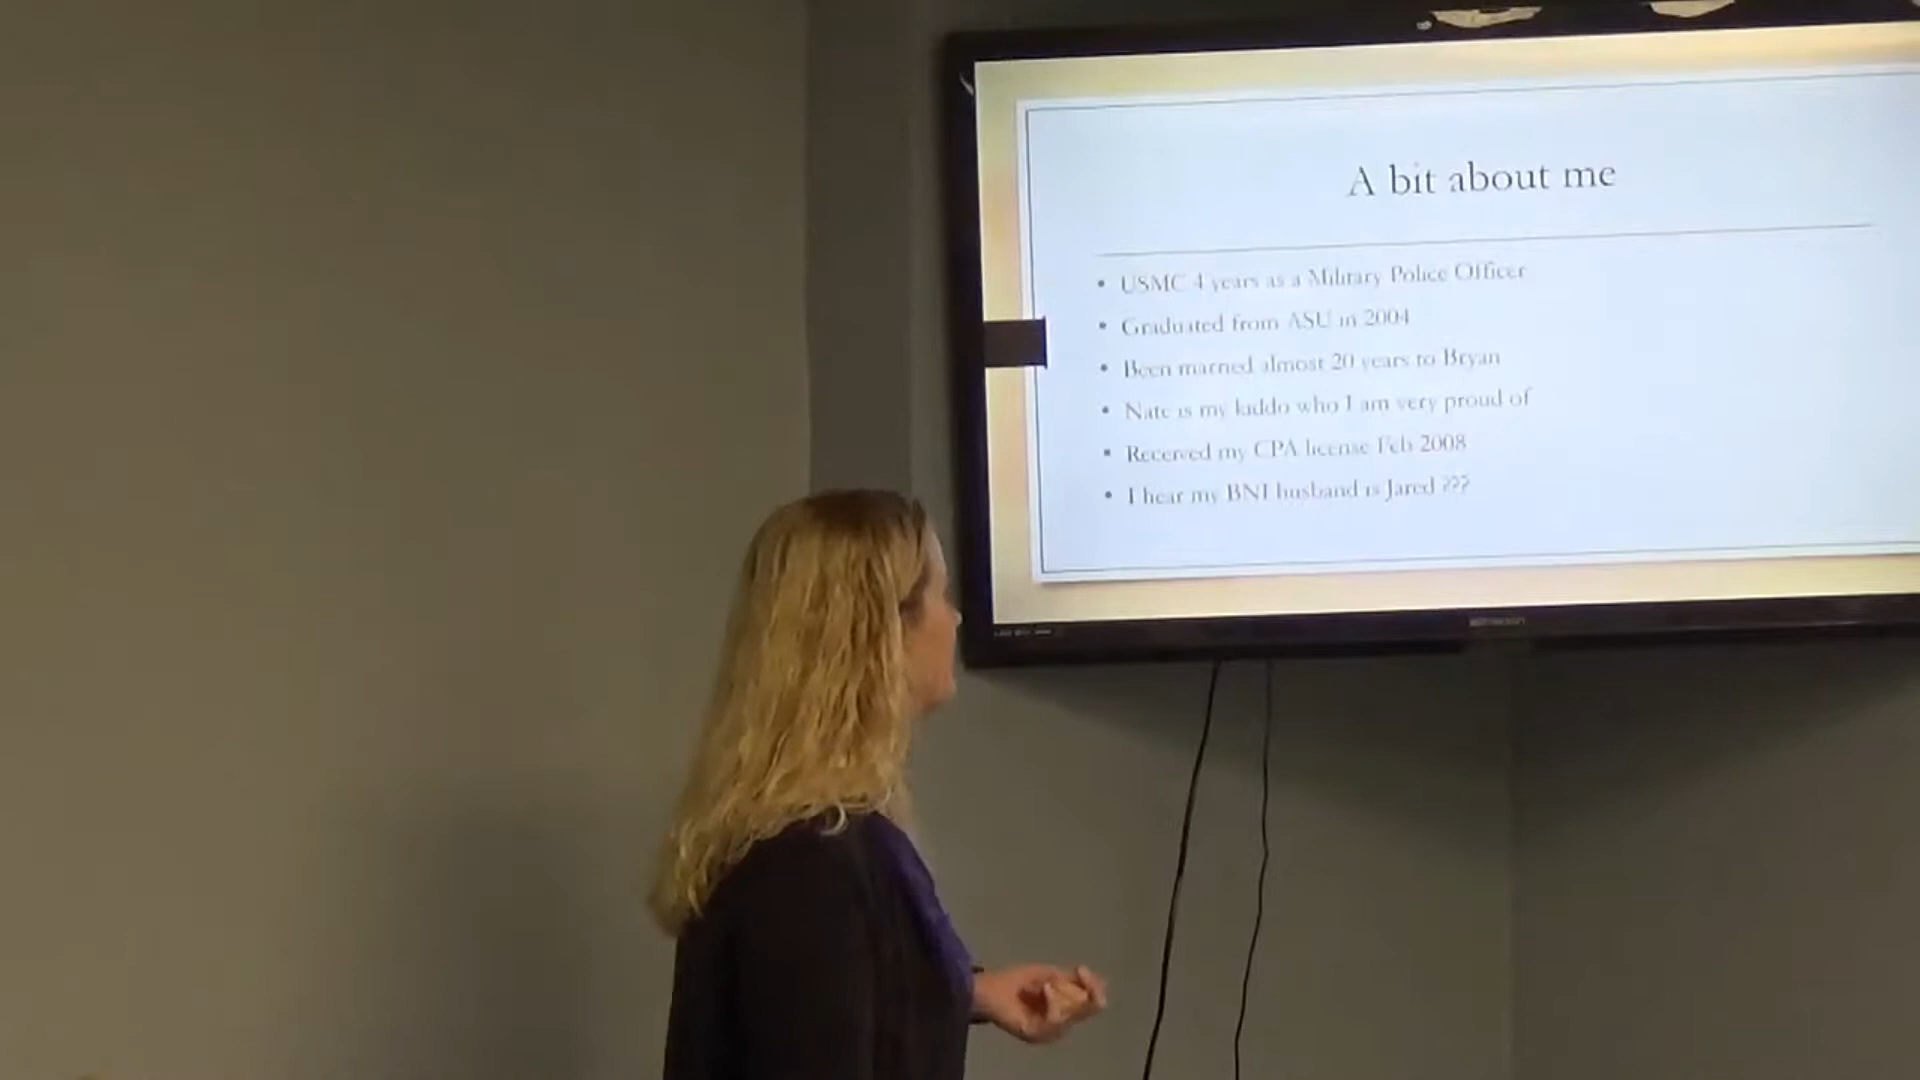 A bit about me
• USMC 4 years as a Military Police Officer
• Graduated from ASU in 2004
• Been married almost 20 years to Bryan
• Nate is my kiddo who I am very proud of
• Received my CPA license Feb 2008
• I hear my BNI husband is Jared ???